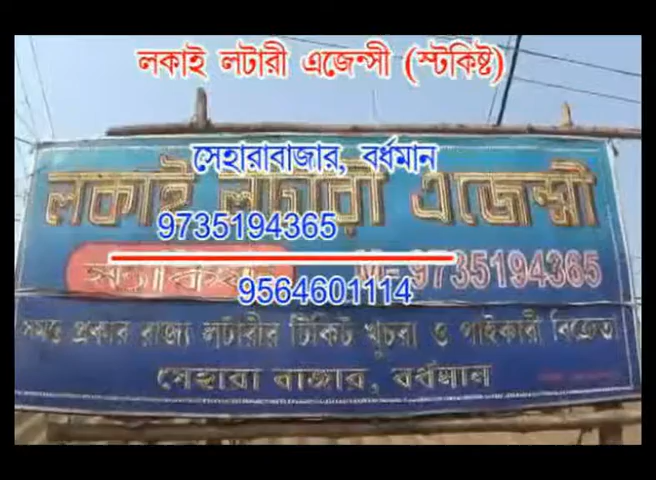 লকাই লটারী এজেন্সী (স্টকিষ্ট)
সেহারাবাজার, বর্ধমান
লকাই লটারী এজেন্সী
9735194365
M- 9735194365
9564601114
সমস্ত প্রকার রাজ্য লটারীর টিকিট খুচরা ও পাইকারী বিক্রেতা
সেহারা বাজার, বর্ধমান